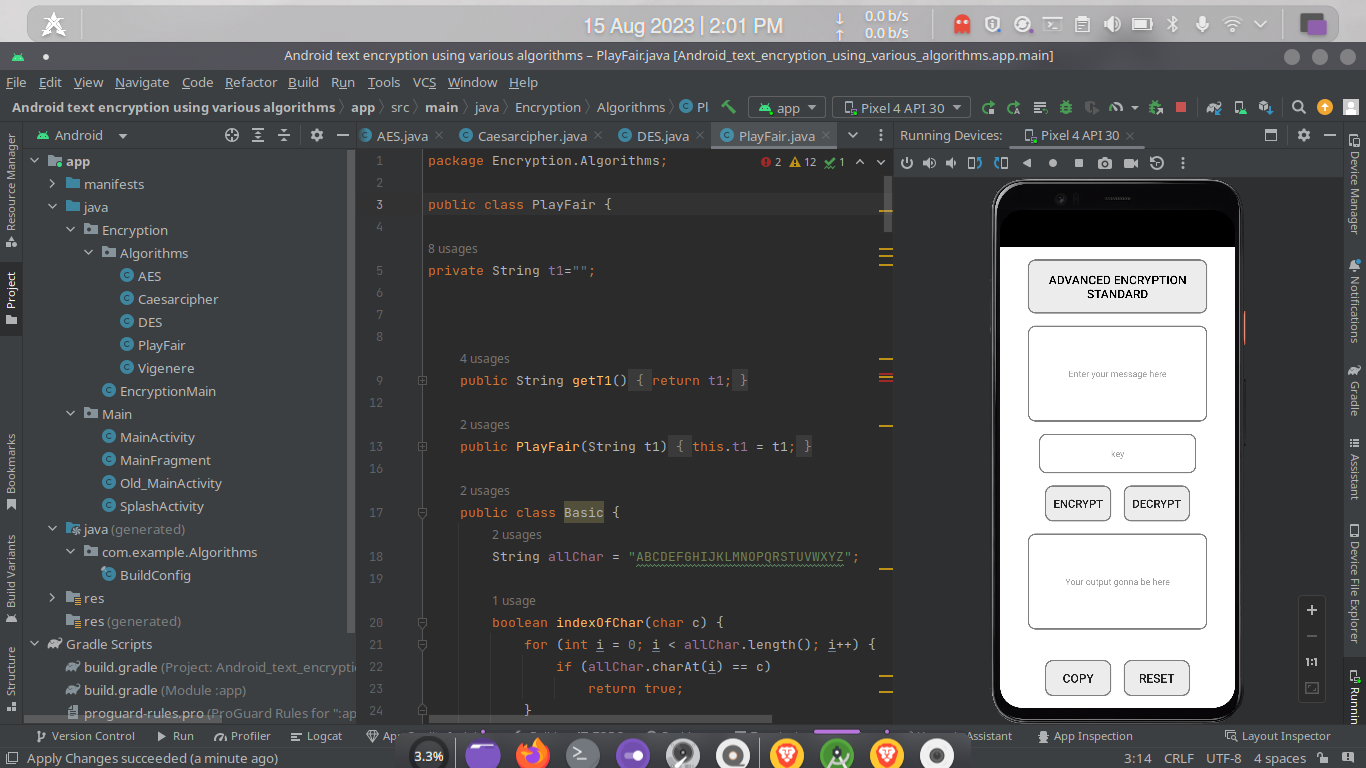 15 Aug 2023 | 2:01 PM
↓ 0.0 b/s
↑ 0.0 b/s
Android text encryption using various algorithms – PlayFair.java [Android_text_encryption_using_various_algorithms.app.main]
File Edit View Navigate Code Refactor Build Run Tools VCS Window Help
Android text encryption using various algorithms app src main java Encryption Algorithms Pl app Pixel 4 API 30
Android
AES.java Caesarcipher.java DES.java PlayFair.java
Running Devices: Pixel 4 API 30
Resource Manager
Project
Bookmarks
Build Variants
Structure
app
manifests
java
Encryption
Algorithms
AES
Caesarcipher
DES
PlayFair
Vigenere
EncryptionMain
Main
MainActivity
MainFragment
Old_MainActivity
SplashActivity
java (generated)
com.example.Algorithms
BuildConfig
res
res (generated)
Gradle Scripts
build.gradle (Project: Android_text_encryptio
build.gradle (Module :app)
proguard-rules.pro (ProGuard Rules for ":ap
1 package Encryption.Algorithms; 2 12 1
2
3 public class PlayFair {
4
8 usages
5 private String t1="";
6
7
8
4 usages
9 public String getT1() { return t1; }
12
2 usages
13 public PlayFair(String t1) { this.t1 = t1; }
16
2 usages
17 public class Basic {
2 usages
18 String allChar = "ABCDEFGHIJKLMNOPQRSTUVWXYZ";
19
1 usage
20 boolean indexOfChar(char c) {
21 for (int i = 0; i < allChar.length(); i++) {
22 if (allChar.charAt(i) == c)
23 return true;
24 }
ADVANCED ENCRYPTION
STANDARD
Enter your message here
key
ENCRYPT DECRYPT
Your output gonna be here
COPY RESET
1:1
Device Manager
Notifications
Gradle
Assistant
Device File Explorer
Runnin
Version Control Run Profiler Logcat Assistant App Inspection Layout Inspector
3.3%
Apply Changes succeeded (a minute ago) 3:14 CRLF UTF-8 4 spaces